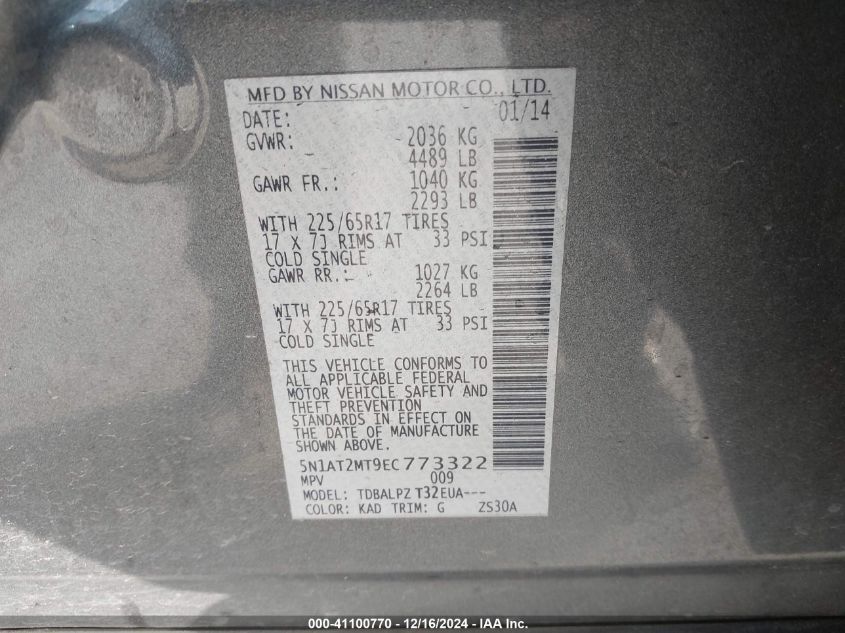 MFD BY NISSAN MOTOR CO., LTD.
DATE: 01/14
GVWR: 2036 KG
4489 LB
GAWR FR.: 1040 KG
2293 LB
WITH 225/65R17 TIRES
17 X 7J RIMS AT 33 PSI
COLD SINGLE
GAWR RR.: 1027 KG
2264 LB
WITH 225/65R17 TIRES
17 X 7J RIMS AT 33 PSI
COLD SINGLE
THIS VEHICLE CONFORMS TO
ALL APPLICABLE FEDERAL
MOTOR VEHICLE SAFETY AND
THEFT PREVENTION
STANDARDS IN EFFECT ON
THE DATE OF MANUFACTURE
SHOWN ABOVE.
5N1AT2MT9EC773322
MPV 009
MODEL: TDBALPZ T32EUA---
COLOR: KAD TRIM: G ZS30A
000-41100770 - 12/16/2024 - IAA Inc.